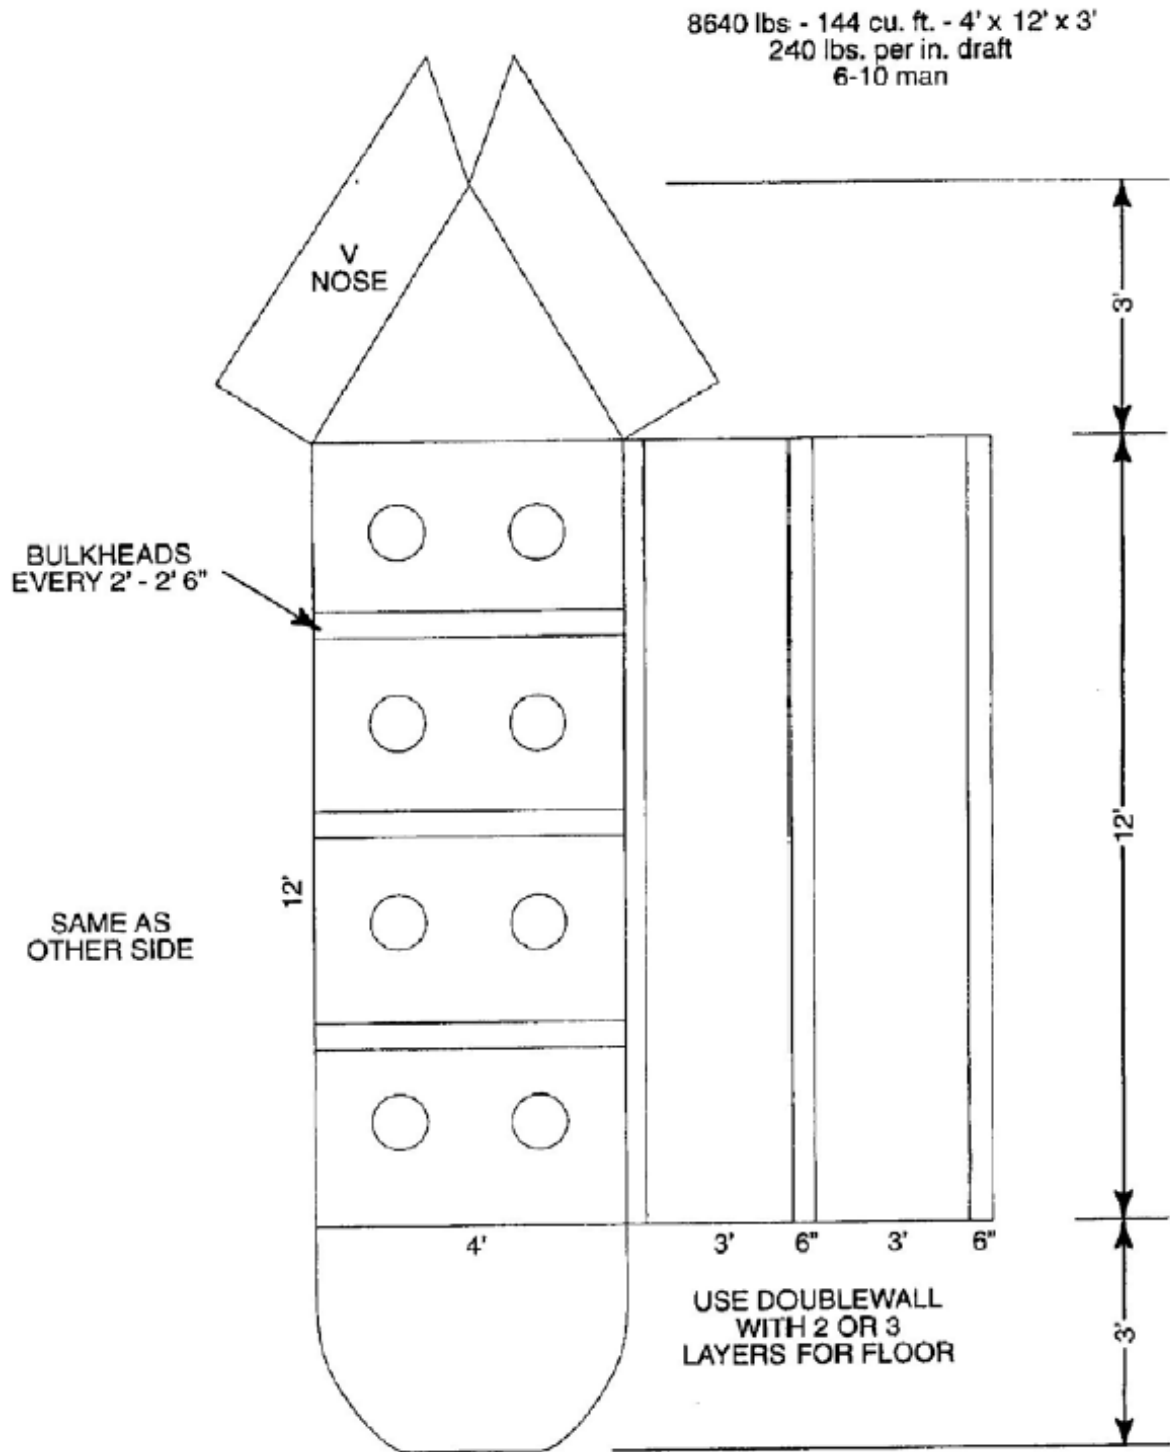 8640 lbs - 144 cu. ft. - 4' x 12' x 3'
240 lbs. per in. draft
6-10 man
V
NOSE
3'
BULKHEADS
EVERY 2' - 2' 6"
12'
12'
SAME AS
OTHER SIDE
4'
3'
6"
3'
6"
USE DOUBLEWALL
WITH 2 OR 3
LAYERS FOR FLOOR
3'